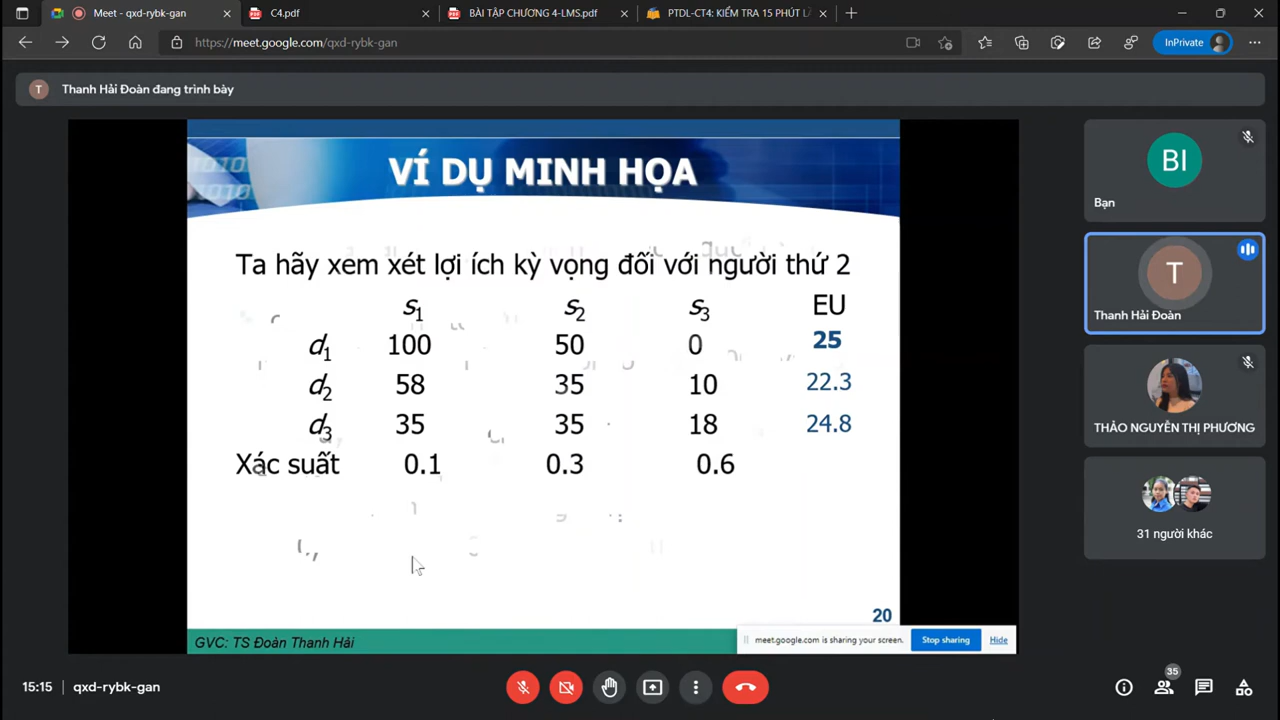 Meet - qxd-rybk-gan
C4.pdf
BÀI TẬP CHƯƠNG 4-LMS.pdf
PTDL-CT4: KIỂM TRA 15 PHÚT L
https://meet.google.com/qxd-rybk-gan
InPrivate
T Thanh Hải Đoàn đang trình bày
VÍ DỤ MINH HỌA
Ta hãy xem xét lợi ích kỳ vọng đối với người thứ 2
s1 s2 s3 EU
d1 100 50 0 25
d2 58 35 10 22.3
d3 35 35 18 24.8
Xác suất 0.1 0.3 0.6
20
GVC: TS Đoàn Thanh Hải
meet.google.com is sharing your screen. Stop sharing Hide
BI
Bạn
T
Thanh Hải Đoàn
THẢO NGUYỄN THỊ PHƯƠNG
31 người khác
15:15 qxd-rybk-gan
35